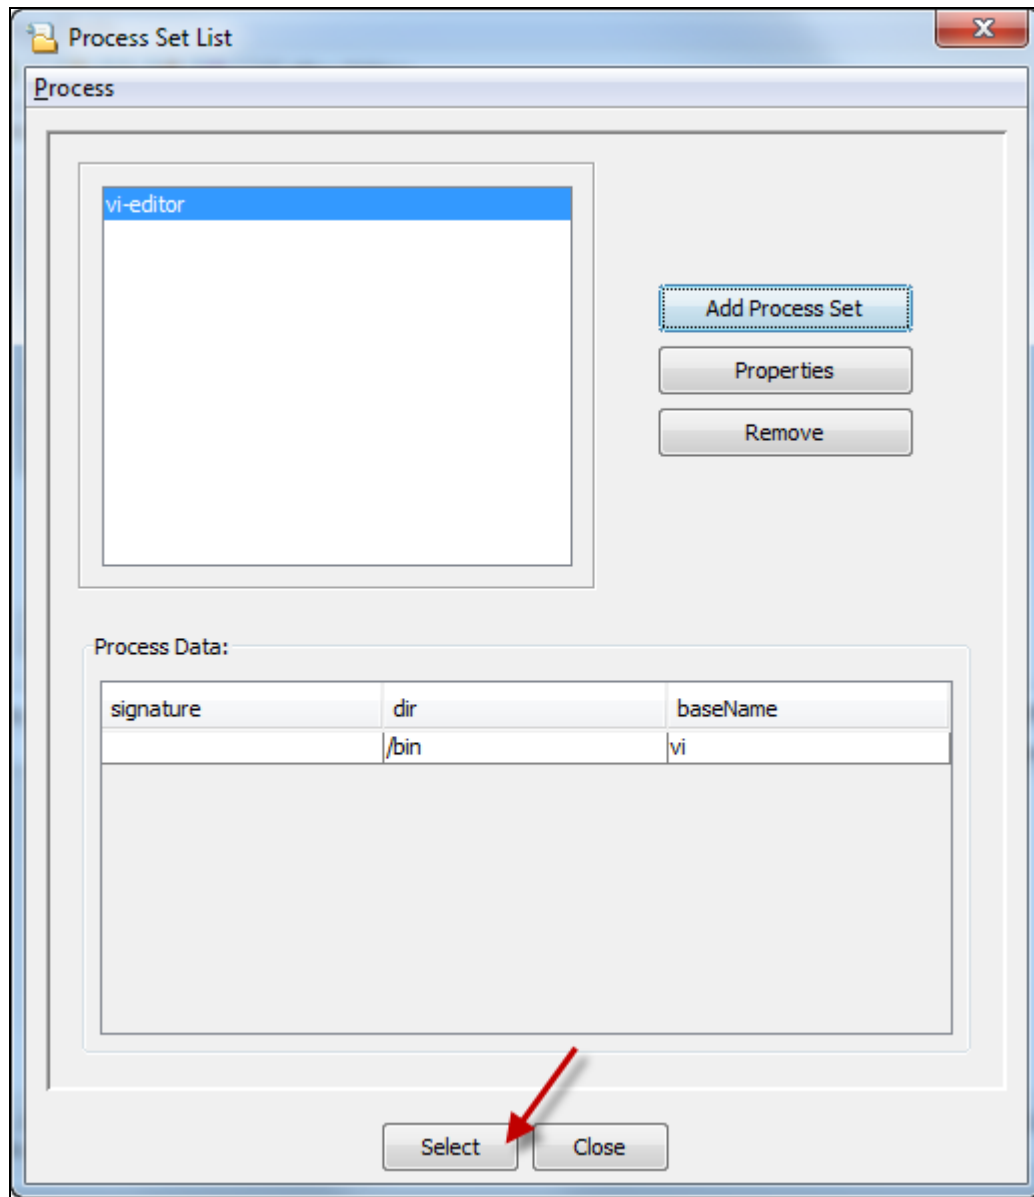 Process Set List
Process
vi-editor
Add Process Set
Properties
Remove
Process Data:
signature dir baseName
/bin vi
Select Close